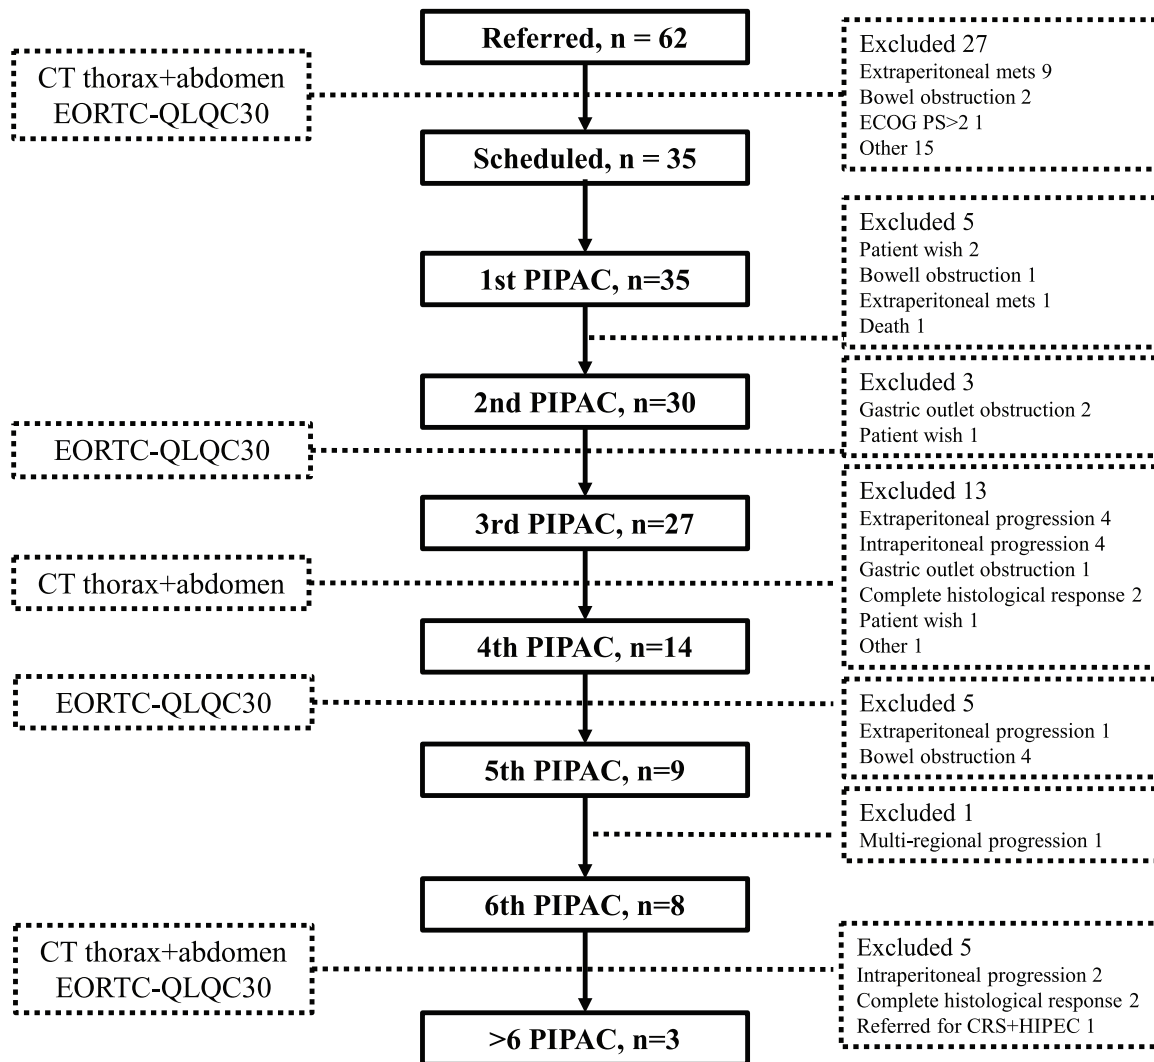 Referred, n = 62
CT thorax+abdomen
EORTC-QLQC30
Excluded 27
Extraperitoneal mets 9
Bowel obstruction 2
ECOG PS>2 1
Other 15
Scheduled, n = 35
Excluded 5
Patient wish 2
Bowell obstruction 1
Extraperitoneal mets 1
Death 1
1st PIPAC, n=35
2nd PIPAC, n=30
Excluded 3
Gastric outlet obstruction 2
Patient wish 1
EORTC-QLQC30
3rd PIPAC, n=27
Excluded 13
Extraperitoneal progression 4
Intraperitoneal progression 4
Gastric outlet obstruction 1
Complete histological response 2
Patient wish 1
Other 1
CT thorax+abdomen
4th PIPAC, n=14
EORTC-QLQC30
Excluded 5
Extraperitoneal progression 1
Bowel obstruction 4
5th PIPAC, n=9
Excluded 1
Multi-regional progression 1
6th PIPAC, n=8
CT thorax+abdomen
EORTC-QLQC30
Excluded 5
Intraperitoneal progression 2
Complete histological response 2
Referred for CRS+HIPEC 1
>6 PIPAC, n=3